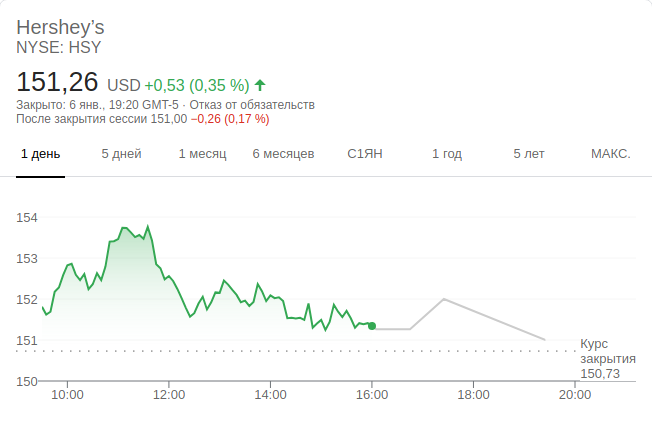 Hershey’s
NYSE: HSY
151,26 USD +0,53 (0,35 %)
Закрыто: 6 янв., 19:20 GMT-5 · Отказ от обязательств
После закрытия сессии 151,00 −0,26 (0,17 %)
1 день 5 дней 1 месяц 6 месяцев С1ЯН 1 год 5 лет МАКС.
154
153
152
151
150
Курс
закрытия
150,73
10:00 12:00 14:00 16:00 18:00 20:00